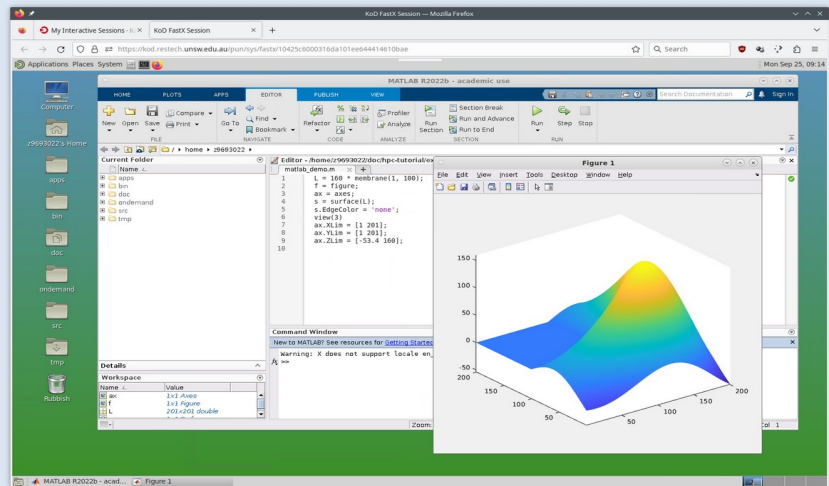 KoD FastX Session — Mozilla Firefox
My Interactive Sessions - K
KoD FastX Session
https://kod.restech.unsw.edu.au/pun/sys/fastx/10425c6000316da101ee644414610bae
Search
Applications Places System
Mon Sep 25, 09:14
MATLAB R2022b - academic use
HOME PLOTS APPS EDITOR PUBLISH VIEW
Search Documentation
Sign In
New Open Save
Compare
Print
Go To
Find
Bookmark
Refactor
Profiler
Analyze
Run Section
Section Break
Run and Advance
Run to End
Run Step Stop
FILE NAVIGATE CODE ANALYZE SECTION RUN
/ home z9693022
Computer
z9693022's Home
apps
bin
doc
ondemand
src
tmp
Rubbish
Current Folder
Name
apps
bin
doc
ondemand
src
tmp
Details
Workspace
Name Value
ax 1x1 Axes
f 1x1 Figure
L 201x201 double
Editor - /home/z9693022/doc/hpc-tutorial/ex
matlab_demo.m
1 L = 160 * membrane(1, 100);
2 f = figure;
3 ax = axes;
4 s = surface(L);
5 s.EdgeColor = 'none';
6 view(3)
7 ax.XLim = [1 201];
8 ax.YLim = [1 201];
9 ax.ZLim = [-53.4 160];
10
Command Window
New to MATLAB? See resources for Getting Started
Warning: X does not support locale en_
fx >>
Zoom:
Col 1
Figure 1
File Edit View Insert Tools Desktop Window Help
150
100
50
0
-50
200
150
100
50
50
100
150
200
MATLAB R2022b - acad...
Figure 1